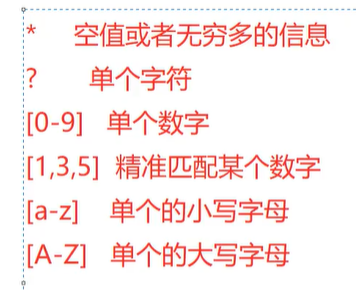 * 空值或者无穷多的信息
? 单个字符
[0-9] 单个数字
[1,3,5] 精准匹配某个数字
[a-z] 单个的小写字母
[A-Z] 单个的大写字母